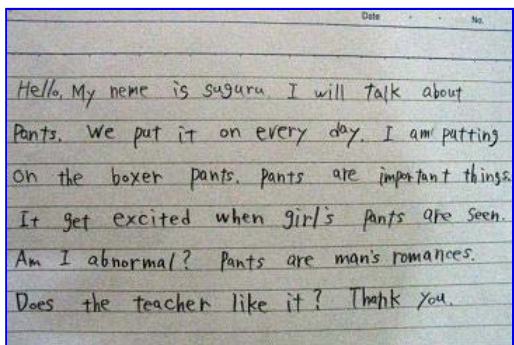 Date . . No.
Hello, My neme is suguru. I will talk about
Pants. We put it on every day. I am putting
on the boxer pants. Pants are important things.
It get excited when girl's pants are seen.
Am I abnormal? Pants are man's romances.
Does the teacher like it? Thank you.